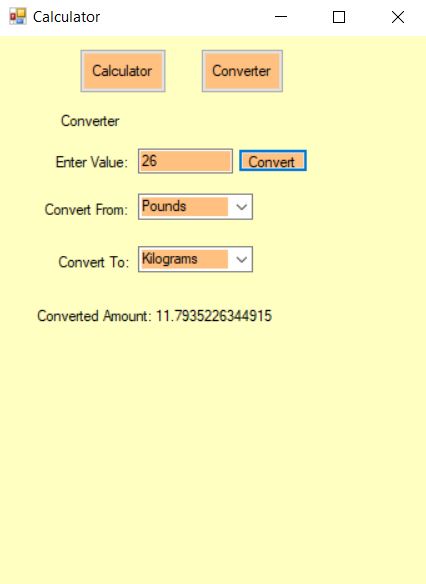 Calculator
Calculator Converter
Converter
Enter Value: 26 Convert
Convert From: Pounds
Convert To: Kilograms
Converted Amount: 11.7935226344915